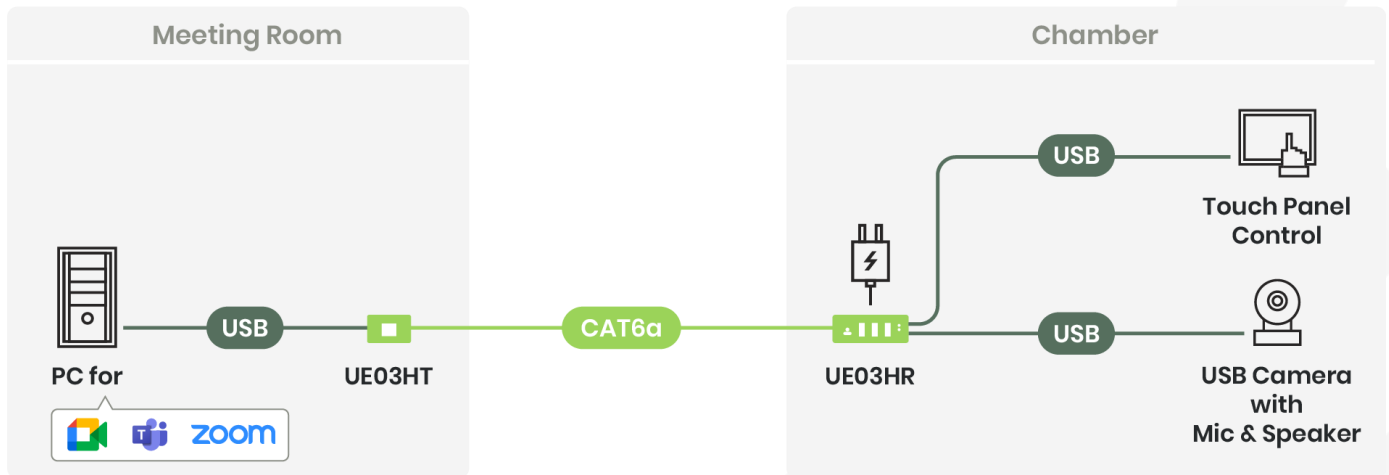 Meeting Room
Chamber
USB
Touch Panel
Control
USB
CAT6a
USB
PC for
UE03HT
UE03HR
USB Camera
with
Mic & Speaker
T
zoom